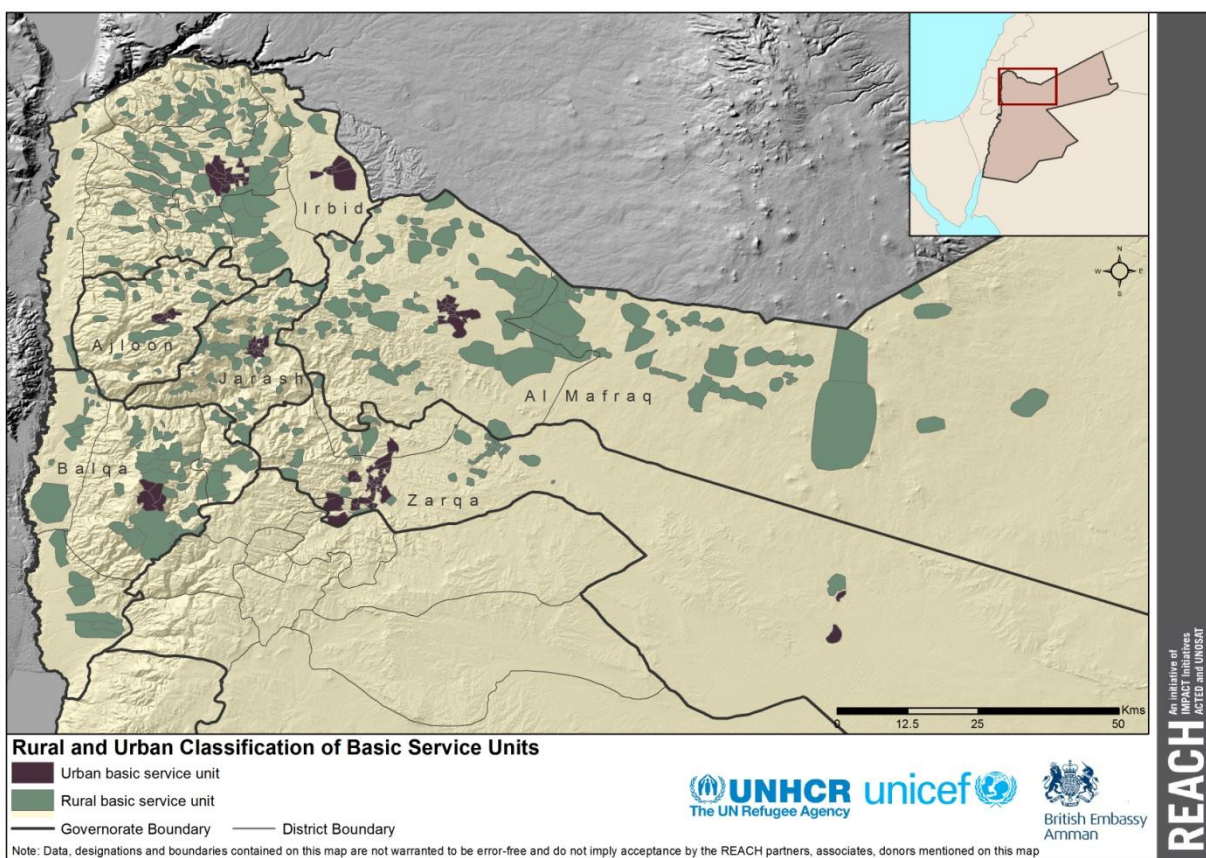 N
W E
S
Irbid
Ajloon
Jarash
Al Mafraq
Balqa
Zarqa
Kms
0 12.5 25 50
Rural and Urban Classification of Basic Service Units
Urban basic service unit
Rural basic service unit
Governorate Boundary District Boundary
UNHCR
The UN Refugee Agency
unicef
British Embassy
Amman
Note: Data, designations and boundaries contained on this map are not warranted to be error-free and do not imply acceptance by the REACH partners, associates, donors mentioned on this map
REACH
An initiative of
IMPACT Initiatives
ACTED and UNOSAT